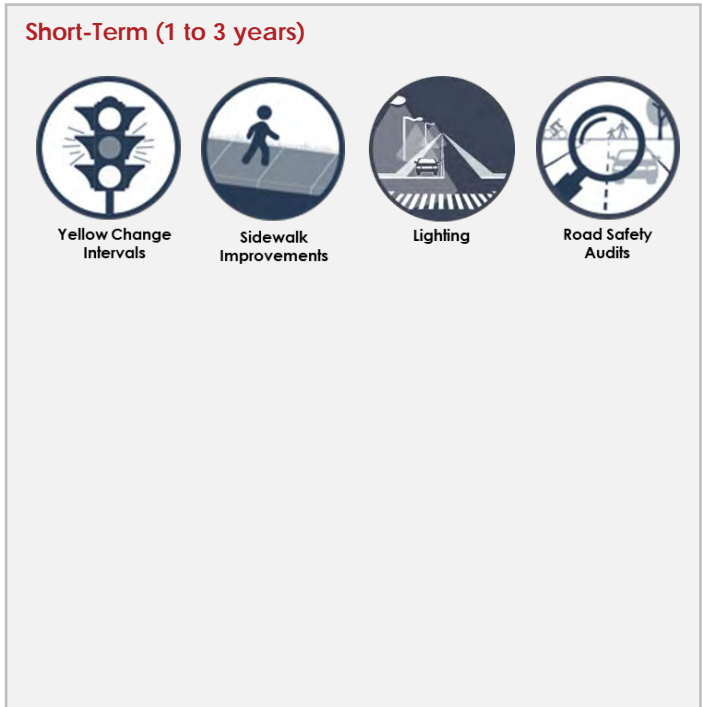 Short-Term (1 to 3 years)
Yellow Change
Intervals
Sidewalk
Improvements
Lighting
Road Safety
Audits